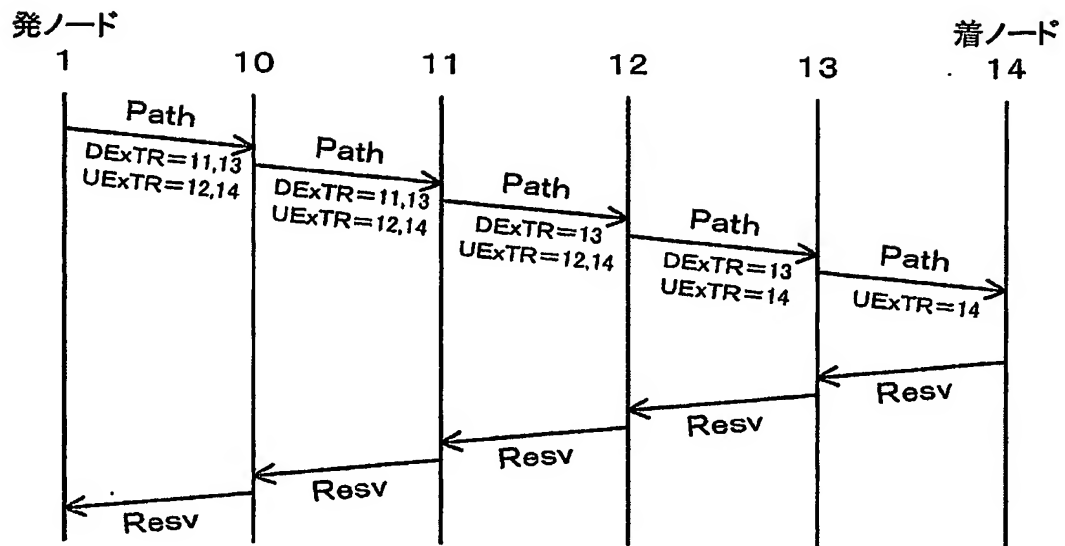 発ノード
着ノード
1 10 11 12 13 14
Path
DExTR=11,13
UExTR=12,14
Path
DExTR=11,13
UExTR=12,14
Path
DExTR=13
UExTR=12,14
Path
DExTR=13
UExTR=14
Path
UExTR=14
Resv
Resv
Resv
Resv
Resv